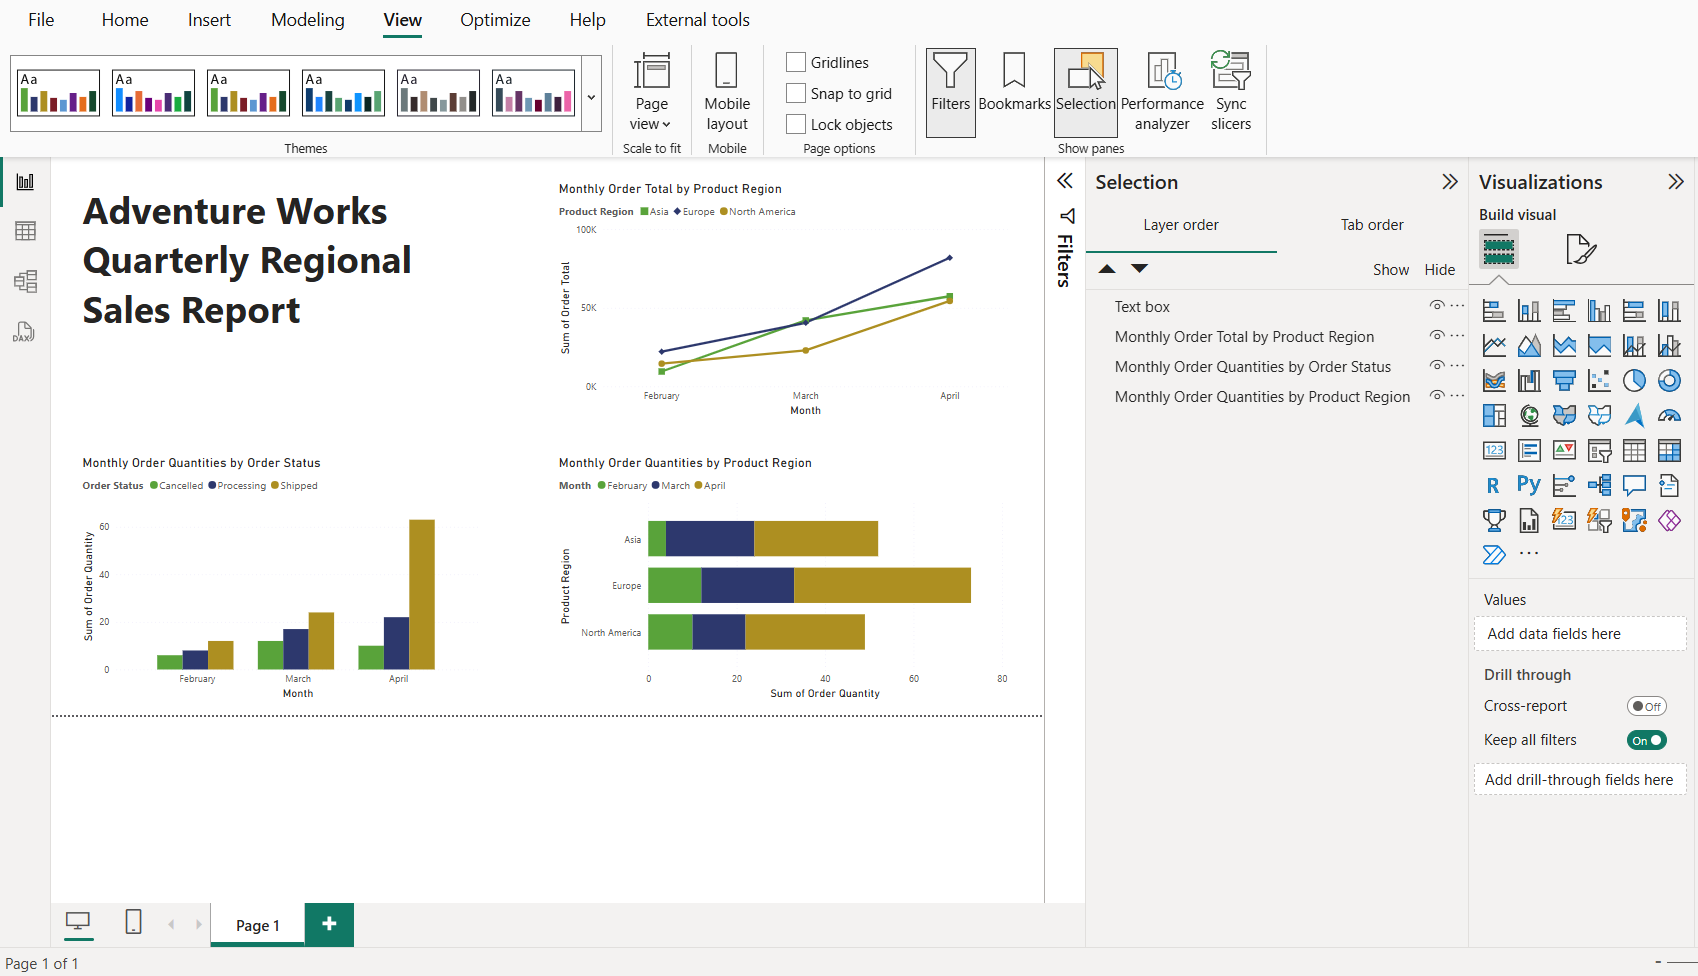 File Home Insert Modeling View Optimize Help External tools
Aa Aa Aa Aa Aa Aa
Themes
Page view
Scale to fit
Mobile layout
Mobile
Gridlines
Snap to grid
Lock objects
Page options
Filters
Bookmarks
Selection
Performance analyzer
Sync slicers
Show panes
DAX
Adventure Works
Quarterly Regional
Sales Report
Monthly Order Total by Product Region
Product Region Asia Europe North America
100K
50K
0K
Sum of Order Total
February March April
Month
Monthly Order Quantities by Order Status
Order Status Cancelled Processing Shipped
60
40
20
0
Sum of Order Quantity
February March April
Month
Monthly Order Quantities by Product Region
Month February March April
Product Region
Asia
Europe
North America
0 20 40 60 80
Sum of Order Quantity
Filters
Selection
Layer order Tab order
Show Hide
Text box
Monthly Order Total by Product Region
Monthly Order Quantities by Order Status
Monthly Order Quantities by Product Region
Visualizations
Build visual
123
R Py
123
Values
Add data fields here
Drill through
Cross-report Off
Keep all filters On
Add drill-through fields here
Page 1 +
Page 1 of 1